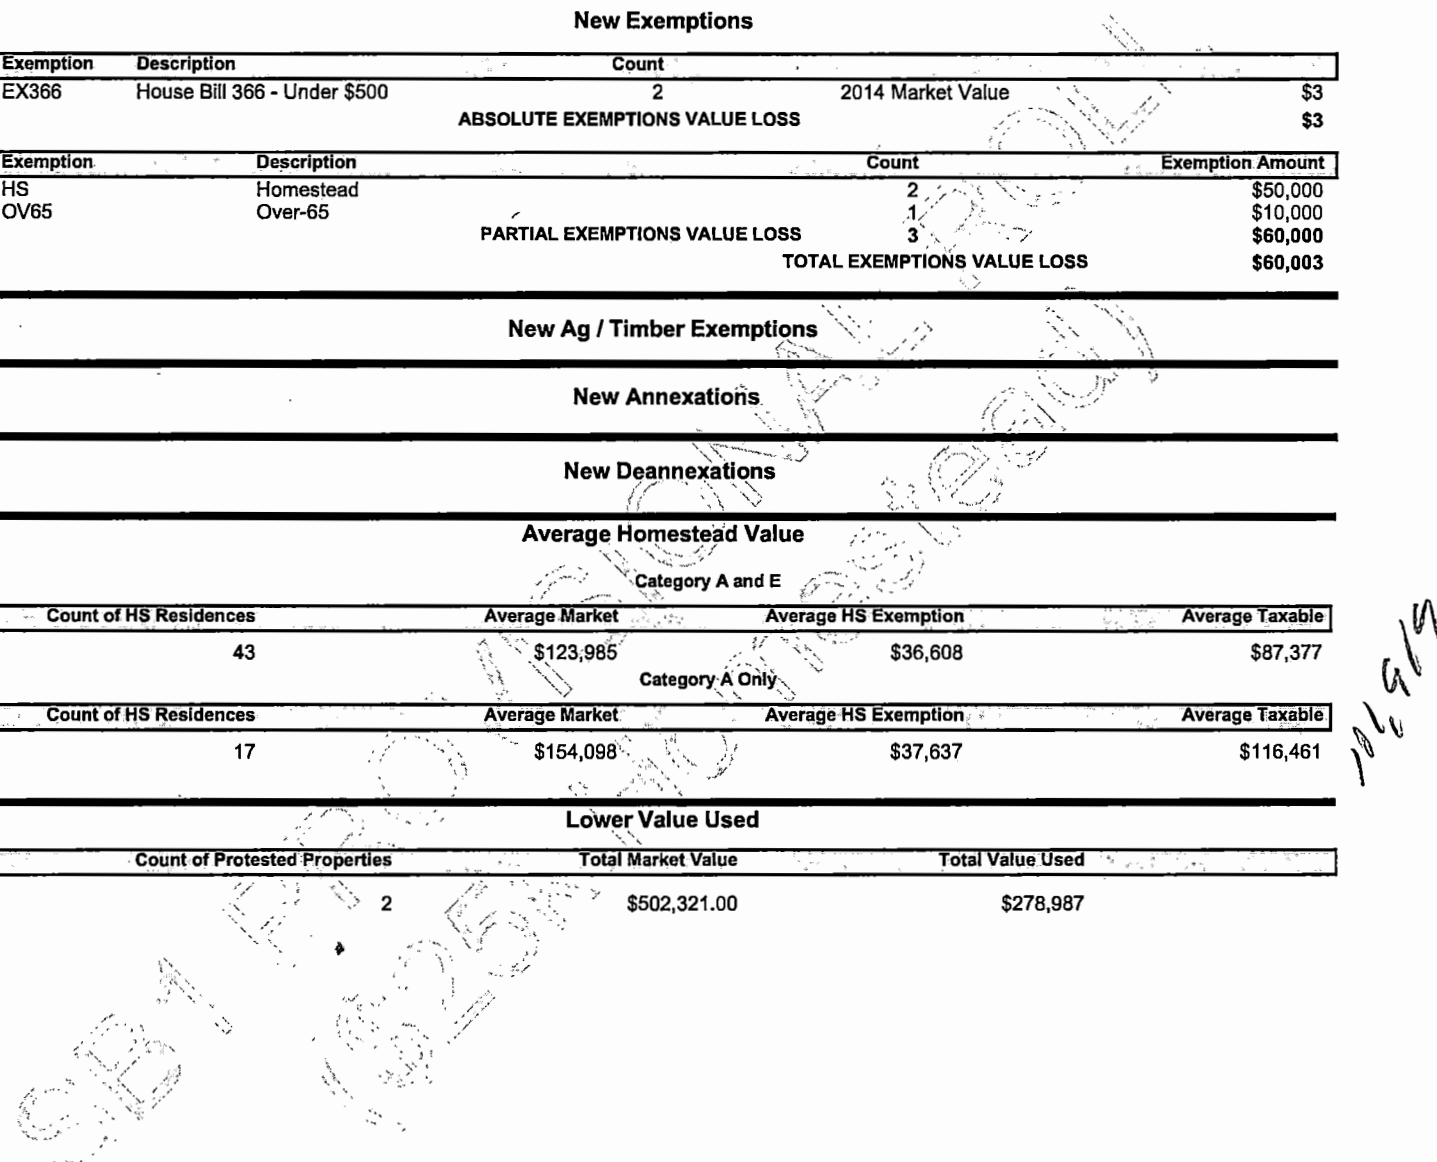 New Exemptions
Exemption Description Count
EX366 House Bill 366 - Under $500 2 2014 Market Value $3
ABSOLUTE EXEMPTIONS VALUE LOSS $3
Exemption Description Count Exemption Amount
HS Homestead 2 $50,000
OV65 Over-65 1 $10,000
PARTIAL EXEMPTIONS VALUE LOSS 3 $60,000
TOTAL EXEMPTIONS VALUE LOSS $60,003
New Ag / Timber Exemptions
New Annexations
New Deannexations
Average Homestead Value
Category A and E
Count of HS Residences Average Market Average HS Exemption Average Taxable
43 $123,985 $36,608 $87,377
Category A Only
Count of HS Residences Average Market Average HS Exemption Average Taxable
17 $154,098 $37,637 $116,461
Lower Value Used
Count of Protested Properties Total Market Value Total Value Used
2 $502,321.00 $278,987
SB1 PROVISIONAL ROLL
($25K Homestead)